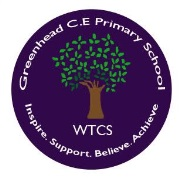 Greenhead C.E Primary School
WTCS
Inspire. Support. Believe. Achieve